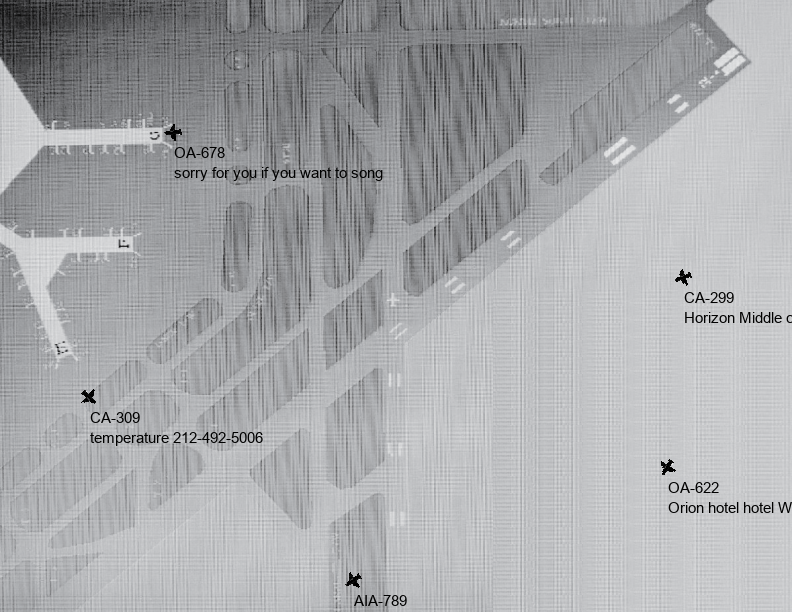 OA-678
sorry for you if you want to song
CA-299
Horizon Middle
CA-309
temperature 212-492-5006
OA-622
Orion hotel hotel W
AIA-789